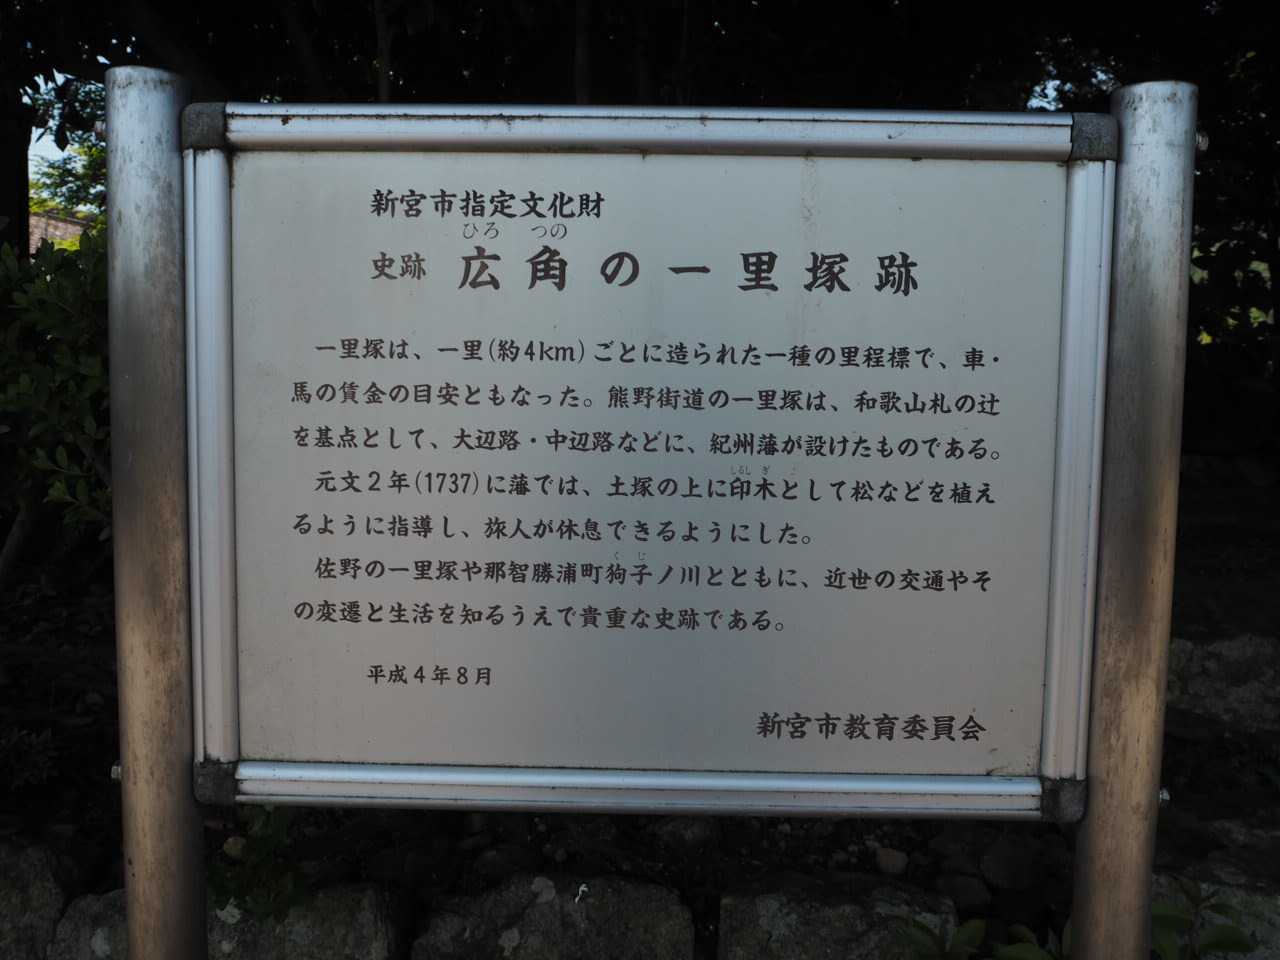 新宮市指定文化財
ひろ つの
史跡 広角の一里塚跡
一里塚は、一里(約4km)ごとに造られた一種の里程標で、車・
馬の賃金の目安ともなった。熊野街道の一里塚は、和歌山札の辻
を基点として、大辺路・中辺路などに、紀州藩が設けたものである。
しるし ぎ
元文2年(1737)に藩では、土塚の上に印木として松などを植え
るように指導し、旅人が休息できるようにした。
くじ
佐野の一里塚や那智勝浦町狗子ノ川とともに、近世の交通やそ
の変遷と生活を知るうえで貴重な史跡である。
平成4年8月
新宮市教育委員会